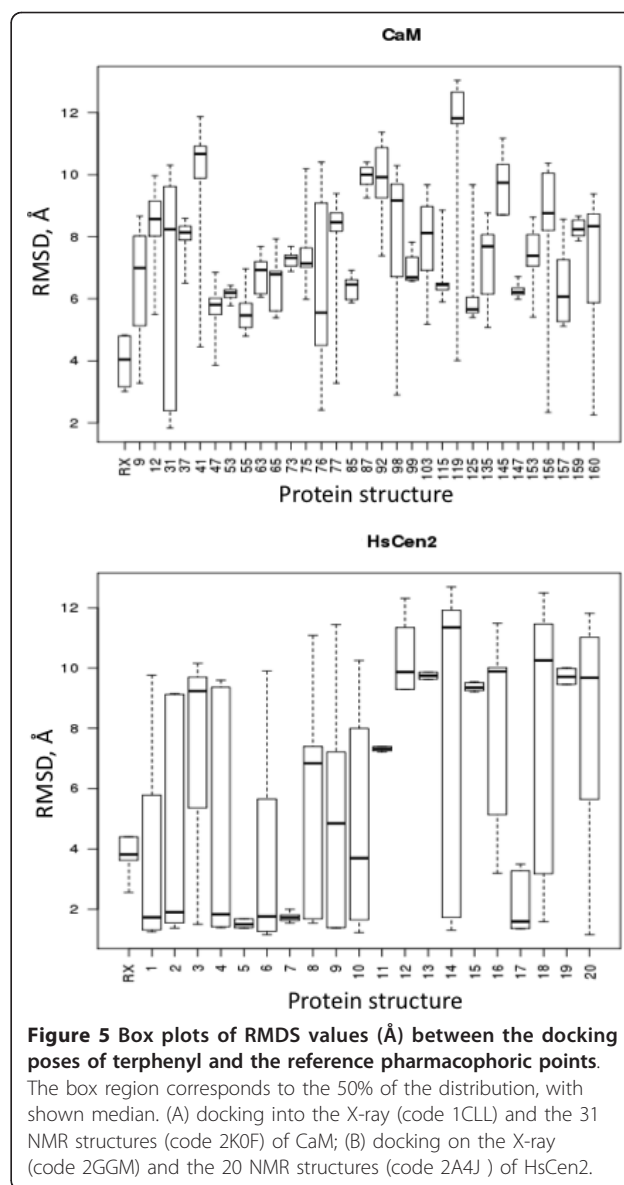 CaM
RMSD, Å
12
10
8
6
4
2
RX 9 12 31 37 41 47 53 55 63 65 73 75 76 77 85 87 92 98 99 103 115 119 125 135 145 147 153 156 157 159 160
Protein structure
HsCen2
RMSD, Å
12
10
8
6
4
2
RX 1 2 3 4 5 6 7 8 9 10 11 12 13 14 15 16 17 18 19 20
Protein structure
Figure 5 Box plots of RMDS values (Å) between the docking
poses of terphenyl and the reference pharmacophoric points.
The box region corresponds to the 50% of the distribution, with
shown median. (A) docking into the X-ray (code 1CLL) and the 31
NMR structures (code 2K0F) of CaM; (B) docking on the X-ray
(code 2GGM) and the 20 NMR structures (code 2A4J ) of HsCen2.